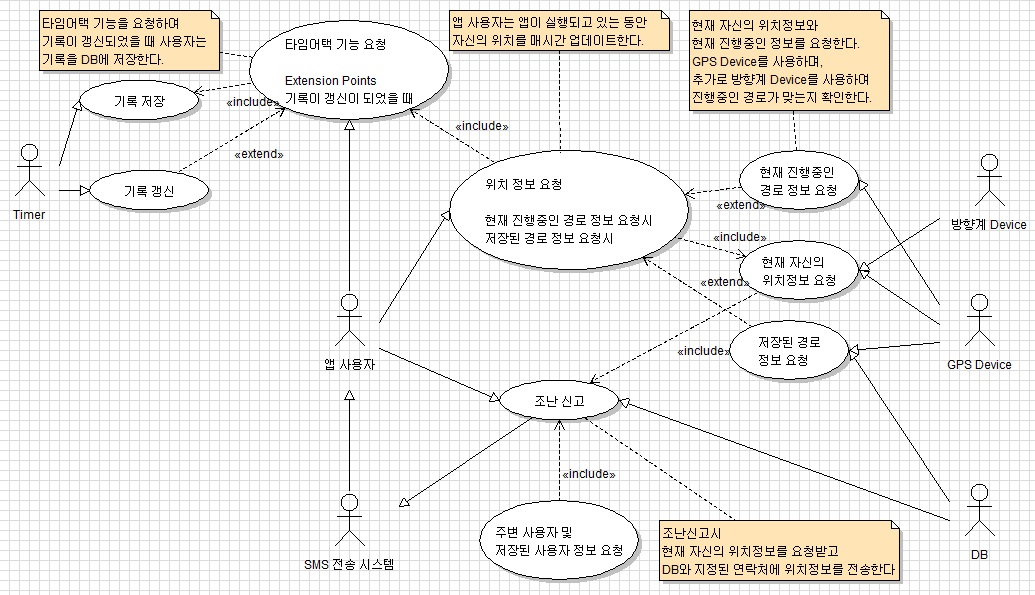 타임어택 기능을 요청하며
기록이 갱신되었을 때 사용자는
기록을 DB에 저장한다.
타임어택 기능 요청
Extension Points
기록이 갱신이 되었을 때
앱 사용자는 앱이 실행되고 있는 동안
자신의 위치를 매시간 업데이트한다.
현재 자신의 위치정보와
현재 진행중인 정보를 요청한다.
GPS Device를 사용하며,
추가로 방향계 Device를 사용하며
진행중인 경로가 맞는지 확인한다.
기록 저장
«include»
«include»
«extend»
기록 갱신
Timer
위치 정보 요청
현재 진행중인 경로 정보 요청시
저장된 경로 정보 요청시
현재 진행중인
경로 정보 요청
«extend»
방향계 Device
«include»
현재 자신의
위치정보 요청
«extend»
저장된 경로
정보 요청
«include»
GPS Device
앱 사용자
조난 신고
«include»
주변 사용자 및
저장된 사용자 정보 요청
SMS 전송 시스템
조난신고시
현재 자신의 위치정보를 요청받고
DB와 지정된 연락처에 위치정보를 전송한다
DB